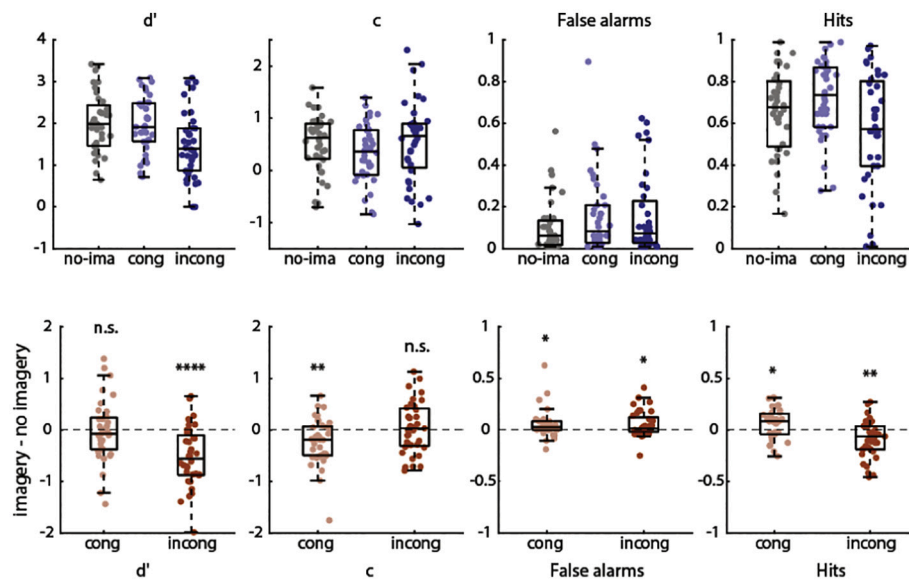 d' c False alarms Hits
4 2 1 1
3 0.8 0.8
2 1 0.6 0.6
1 0 0.4 0.4
0 0.2 0.2
-1 -1 0 0
no-ima cong incong no-ima cong incong no-ima cong incong no-ima cong incong
imagery - no imagery
2 2 1 1
n.s. **** ** n.s. * * * **
1 1 0.5 0.5
0 0 0 0
-1 -1 -0.5 -0.5
-2 -2 -1 -1
cong incong cong incong cong incong cong incong
d' c False alarms Hits